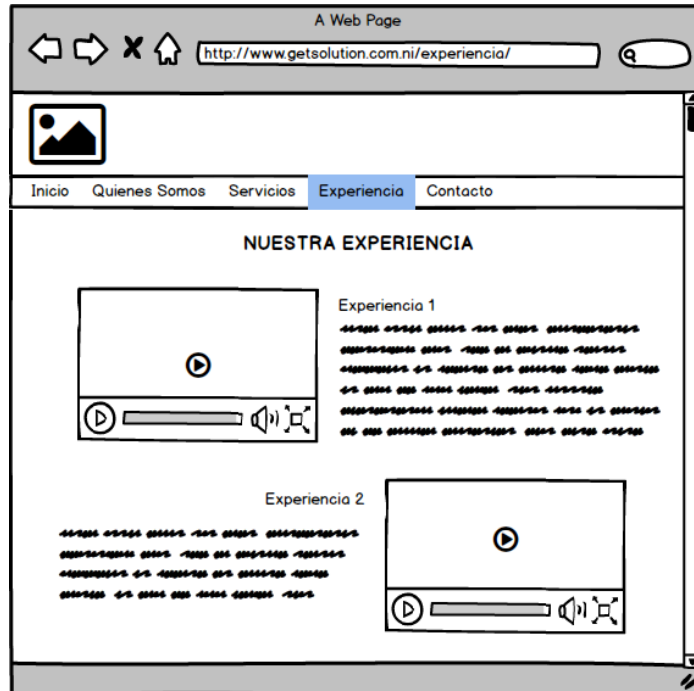 A Web Page
http://www.getsolution.com.ni/experiencia/
Inicio Quienes Somos Servicios Experiencia Contacto
NUESTRA EXPERIENCIA
Experiencia 1
Experiencia 2